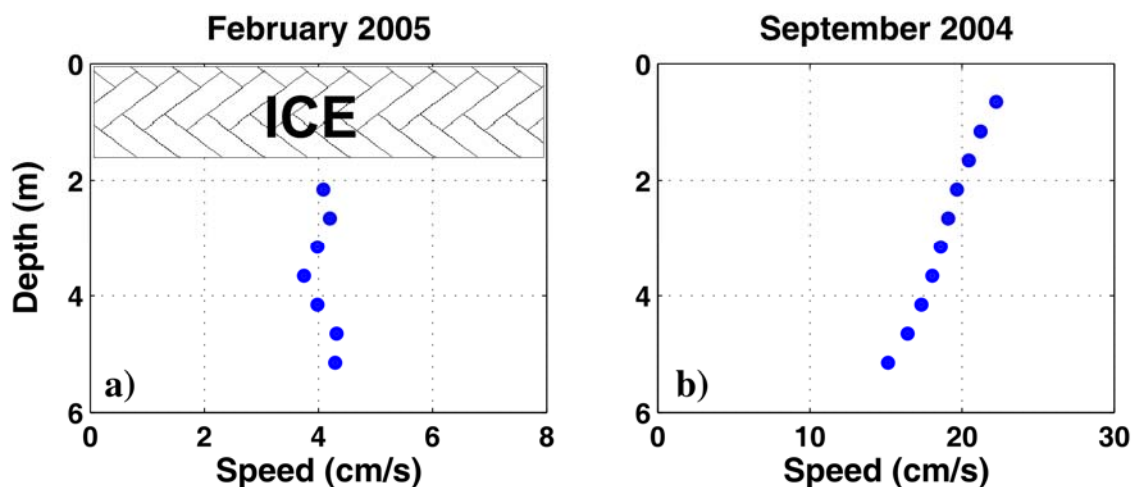 February 2005
September 2004
0
2
4
6
Depth (m)
ICE
a)
0 2 4 6 8
Speed (cm/s)
0
2
4
6
b)
0 10 20 30
Speed (cm/s)